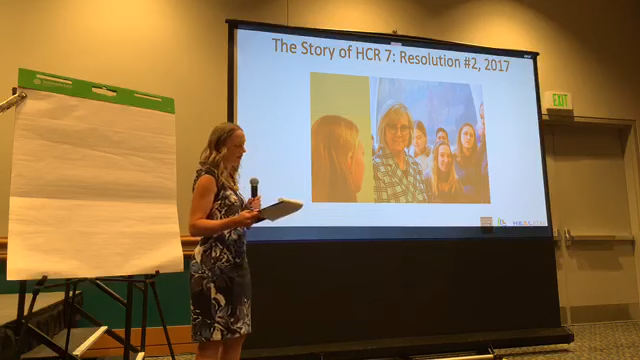 The Story of HCR 7: Resolution #2, 2017
EXIT